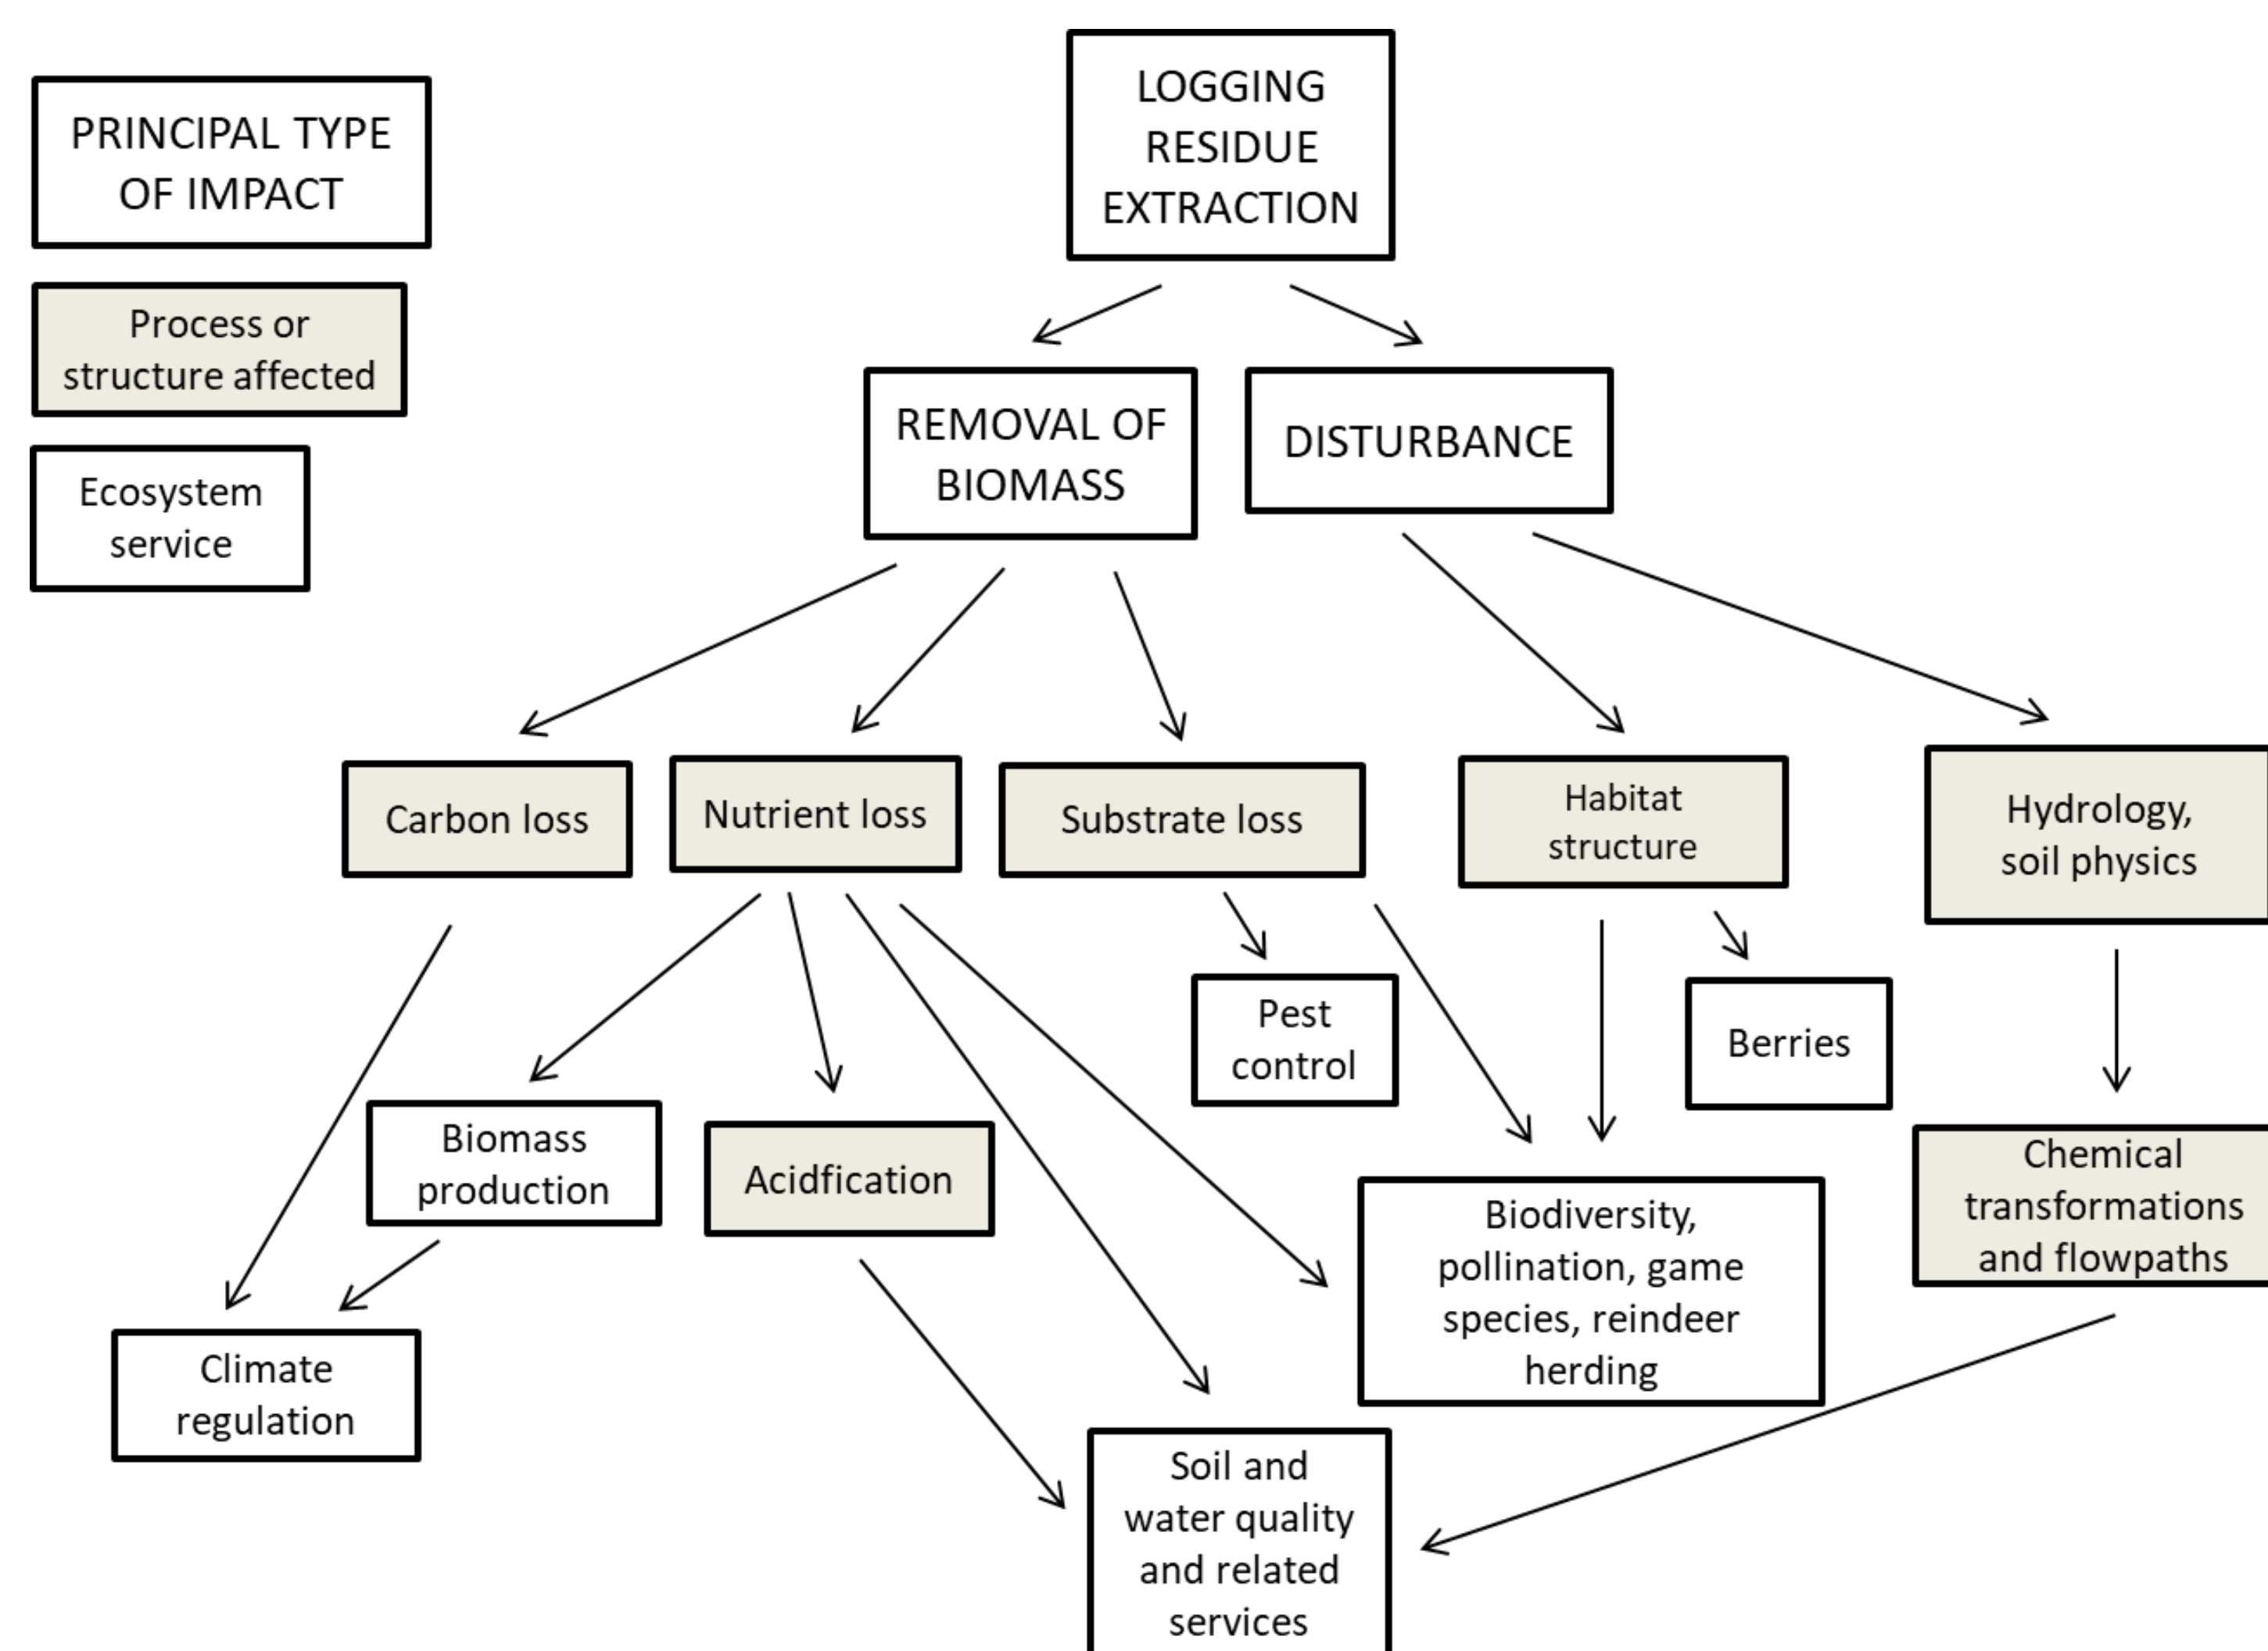 PRINCIPAL TYPE
OF IMPACT
Process or
structure affected
Ecosystem
service
LOGGING
RESIDUE
EXTRACTION
REMOVAL OF
BIOMASS
DISTURBANCE
Carbon loss
Nutrient loss
Substrate loss
Habitat
structure
Hydrology,
soil physics
Pest
control
Berries
Biomass
production
Acidfication
Biodiversity,
pollination, game
species, reindeer
herding
Chemical
transformations
and flowpaths
Climate
regulation
Soil and
water quality
and related
services